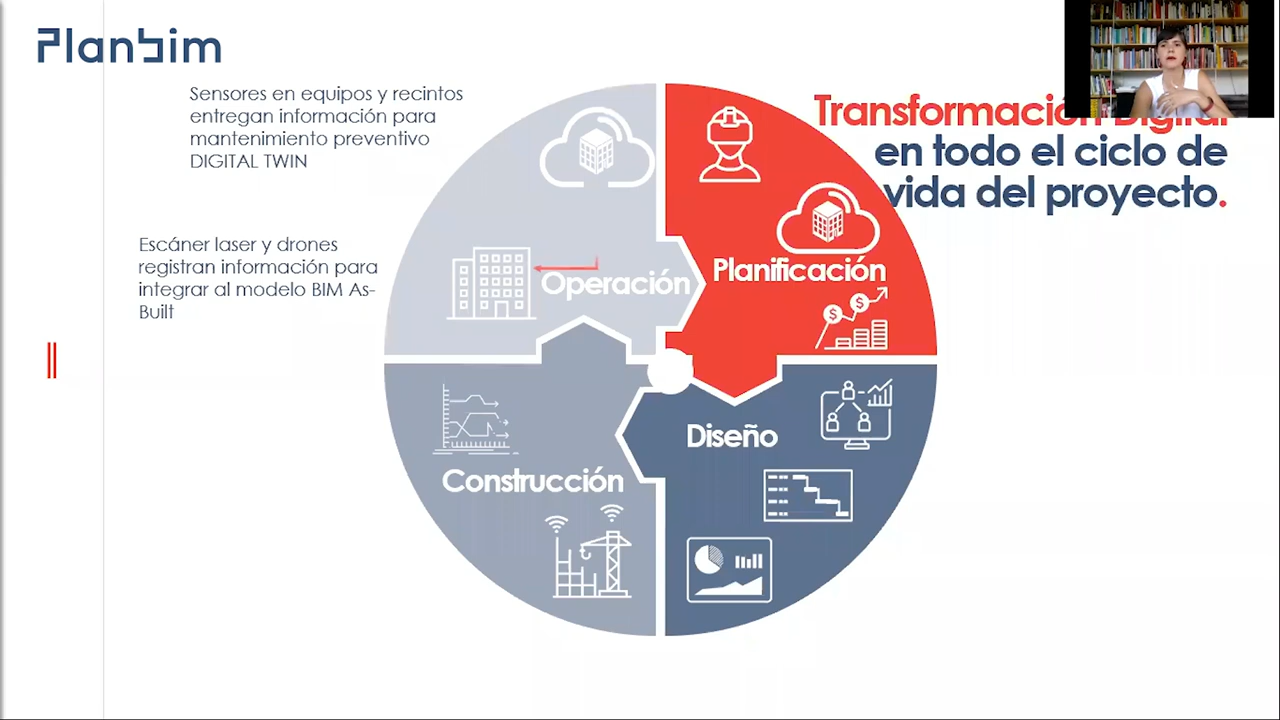 Planbim
Sensores en equipos y recintos
entregan información para
mantenimiento preventivo
DIGITAL TWIN
Escáner laser y drones
registran información para
integrar al modelo BIM As-
Built
Transformación Digital
en todo el ciclo de
vida del proyecto.
Operación
Planificación
Diseño
Construcción